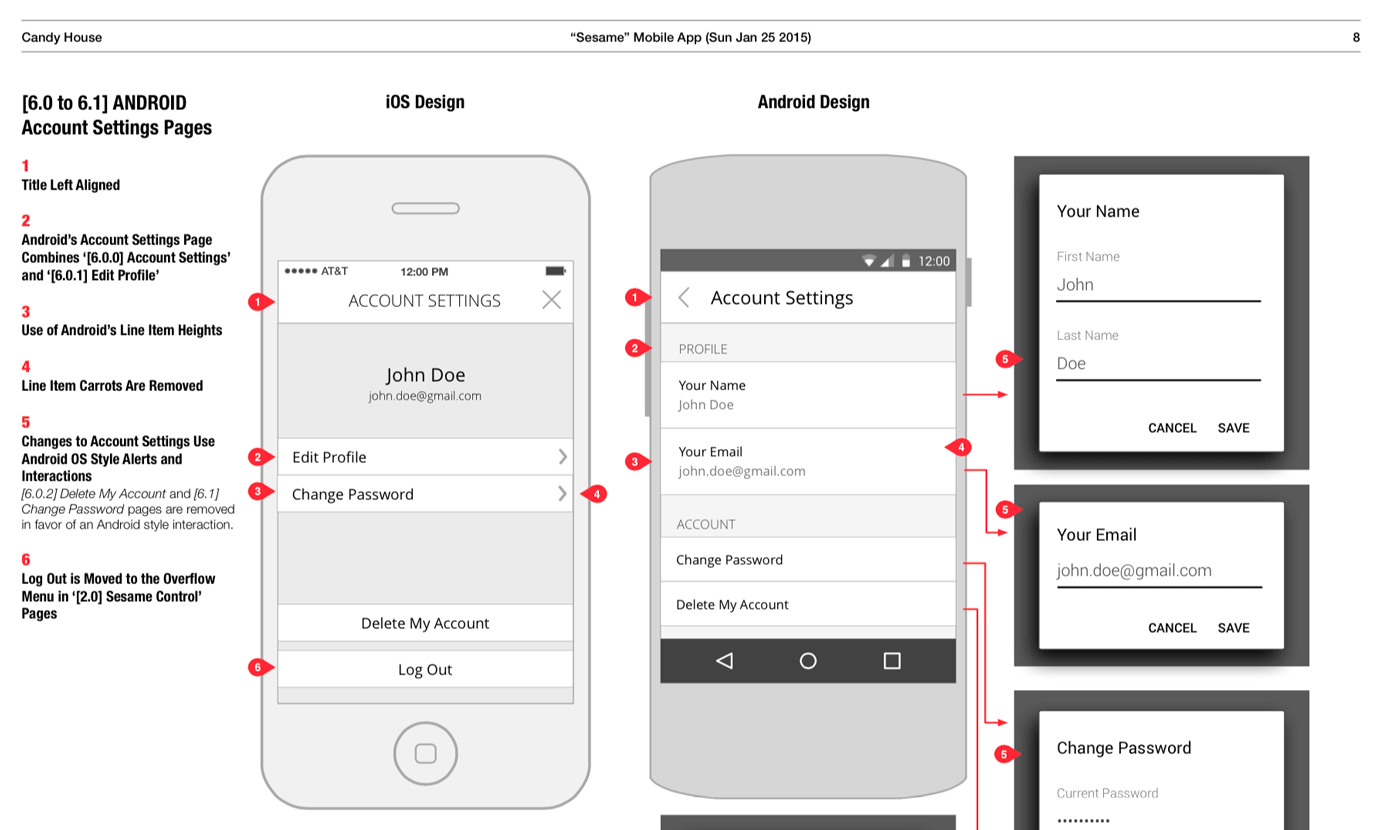 Candy House
“Sesame” Mobile App (Sun Jan 25 2015)
8
[6.0 to 6.1] ANDROID
Account Settings Pages
1
Title Left Aligned
2
Android’s Account Settings Page
Combines ‘[6.0.0] Account Settings’
and ‘[6.0.1] Edit Profile’
3
Use of Android’s Line Item Heights
4
Line Item Carrots Are Removed
5
Changes to Account Settings Use
Android OS Style Alerts and
Interactions
[6.0.2] Delete My Account and [6.1]
Change Password pages are removed
in favor of an Android style interaction.
6
Log Out is Moved to the Overflow
Menu in ‘[2.0] Sesame Control’
Pages
iOS Design
AT&T
12:00 PM
1
ACCOUNT SETTINGS
John Doe
john.doe@gmail.com
2
Edit Profile
3
Change Password
4
Delete My Account
6
Log Out
Android Design
12:00
1
Account Settings
2
PROFILE
Your Name
John Doe
4
Your Email
3
john.doe@gmail.com
ACCOUNT
Change Password
Delete My Account
Your Name
First Name
John
Last Name
5
Doe
CANCEL
SAVE
5
Your Email
john.doe@gmail.com
CANCEL
SAVE
5
Change Password
Current Password
••••••••••